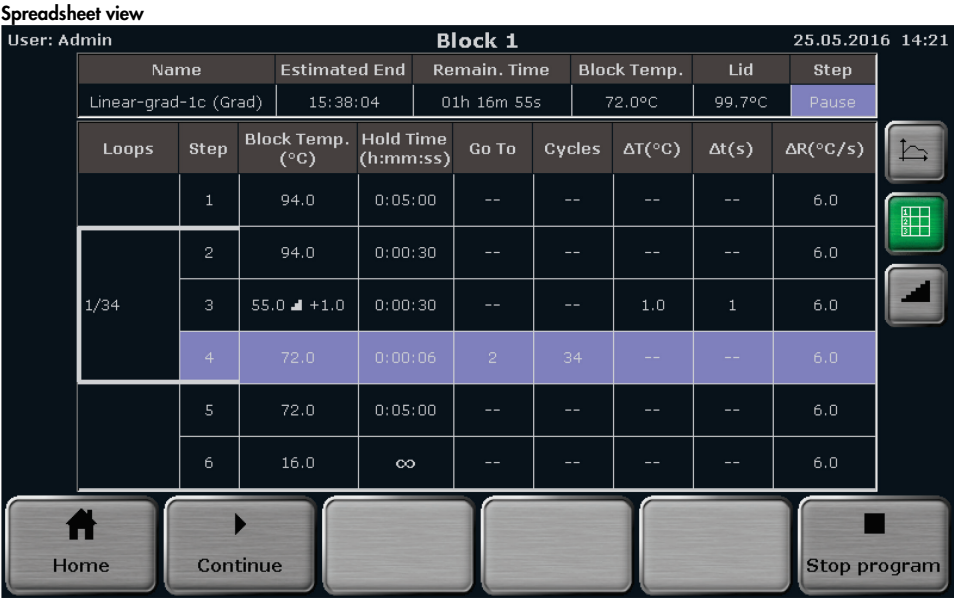 Spreadsheet view
User: Admin Block 1 25.05.2016 14:21
Name Estimated End Remain. Time Block Temp. Lid Step
Linear-grad-1c (Grad) 15:38:04 01h 16m 55s 72.0°C 99.7°C Pause
Loops Step Block Temp. (°C) Hold Time (h:mm:ss) Go To Cycles ΔT(°C) Δt(s) ΔR(°C/s)
1 94.0 0:05:00 -- -- -- -- 6.0
2 94.0 0:00:30 -- -- -- -- 6.0
1/34 3 55.0 +1.0 0:00:30 -- -- 1.0 1 6.0
4 72.0 0:00:06 2 34 -- -- 6.0
5 72.0 0:05:00 -- -- -- -- 6.0
6 16.0 ∞ -- -- -- -- 6.0
1
2
3
Home Continue Stop program